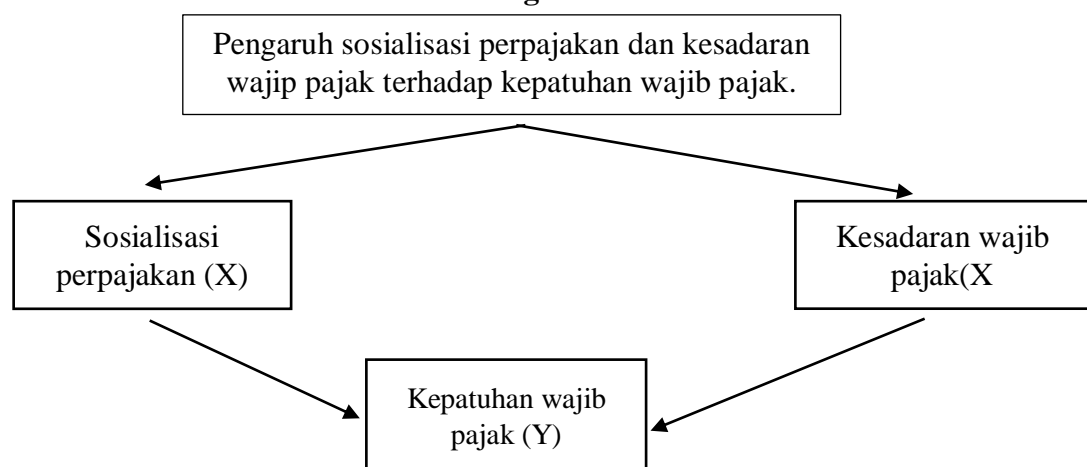 Pengaruh sosialisasi perpajakan dan kesadaran
wajip pajak terhadap kepatuhan wajib pajak.
Sosialisasi
perpajakan (X)
Kesadaran wajib
pajak(X
Kepatuhan wajib
pajak (Y)